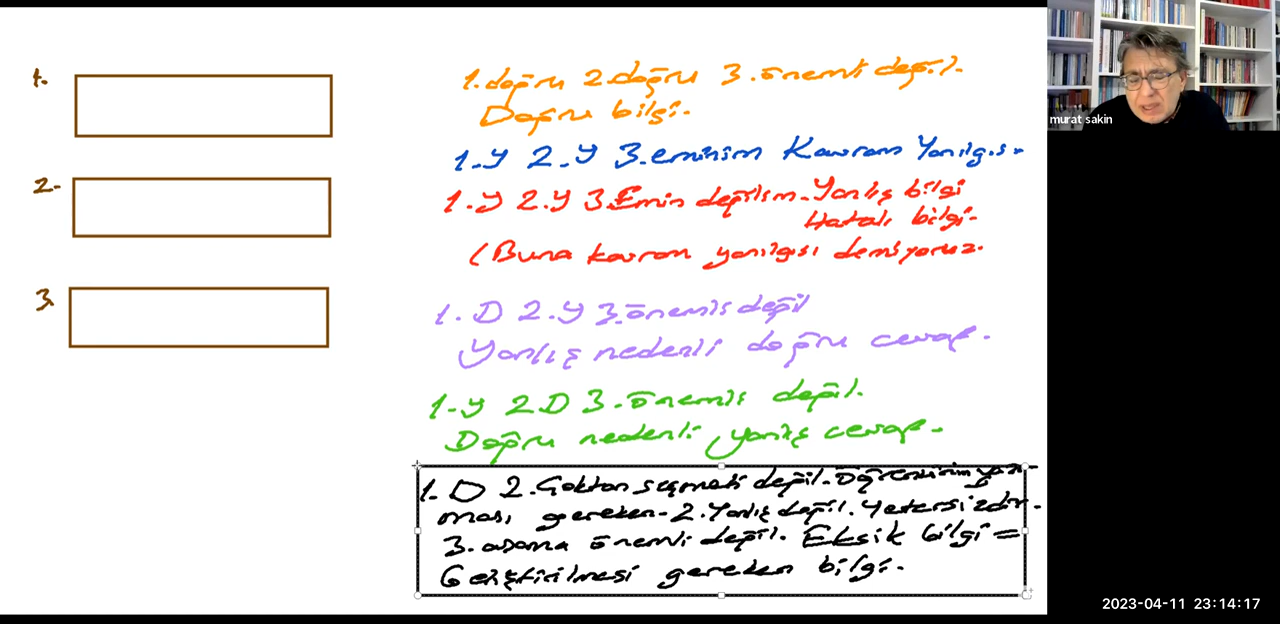 1.
2-
3.
1.doğru 2.doğru 3.önemli değil.
Doğru bilgi.
1-y 2.y 3.eminim Kavram Yanılgısı
1.y 2.y 3.Emin değilim-Yanlış bilgi
Hatalı bilgi-
(Buna kavram yanılgısı demiyoruz.
1.D 2.y 3.önemli değil
Yanlış nedenli doğru cevap.
1-y 2.D 3.önemli değil.
Doğru nedenli yanlış cevap-
1.D 2.Çoktan seçmeli değil. Öğrencinin yaz-
ması gereken-2.Yanlış değil. Yetersizdir.
3.aşama önemli değil. Eksik bilgi =
Geliştirilmesi gereken bilgi.
murat sakin
2023-04-11 23:14:17